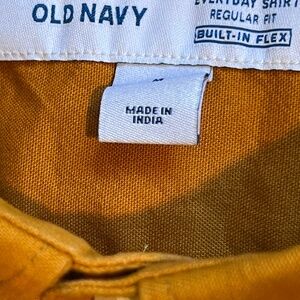 OLD NAVY
EVERYDAY SHIRT
REGULAR FIT
BUILT-IN FLEX
MADE IN
INDIA